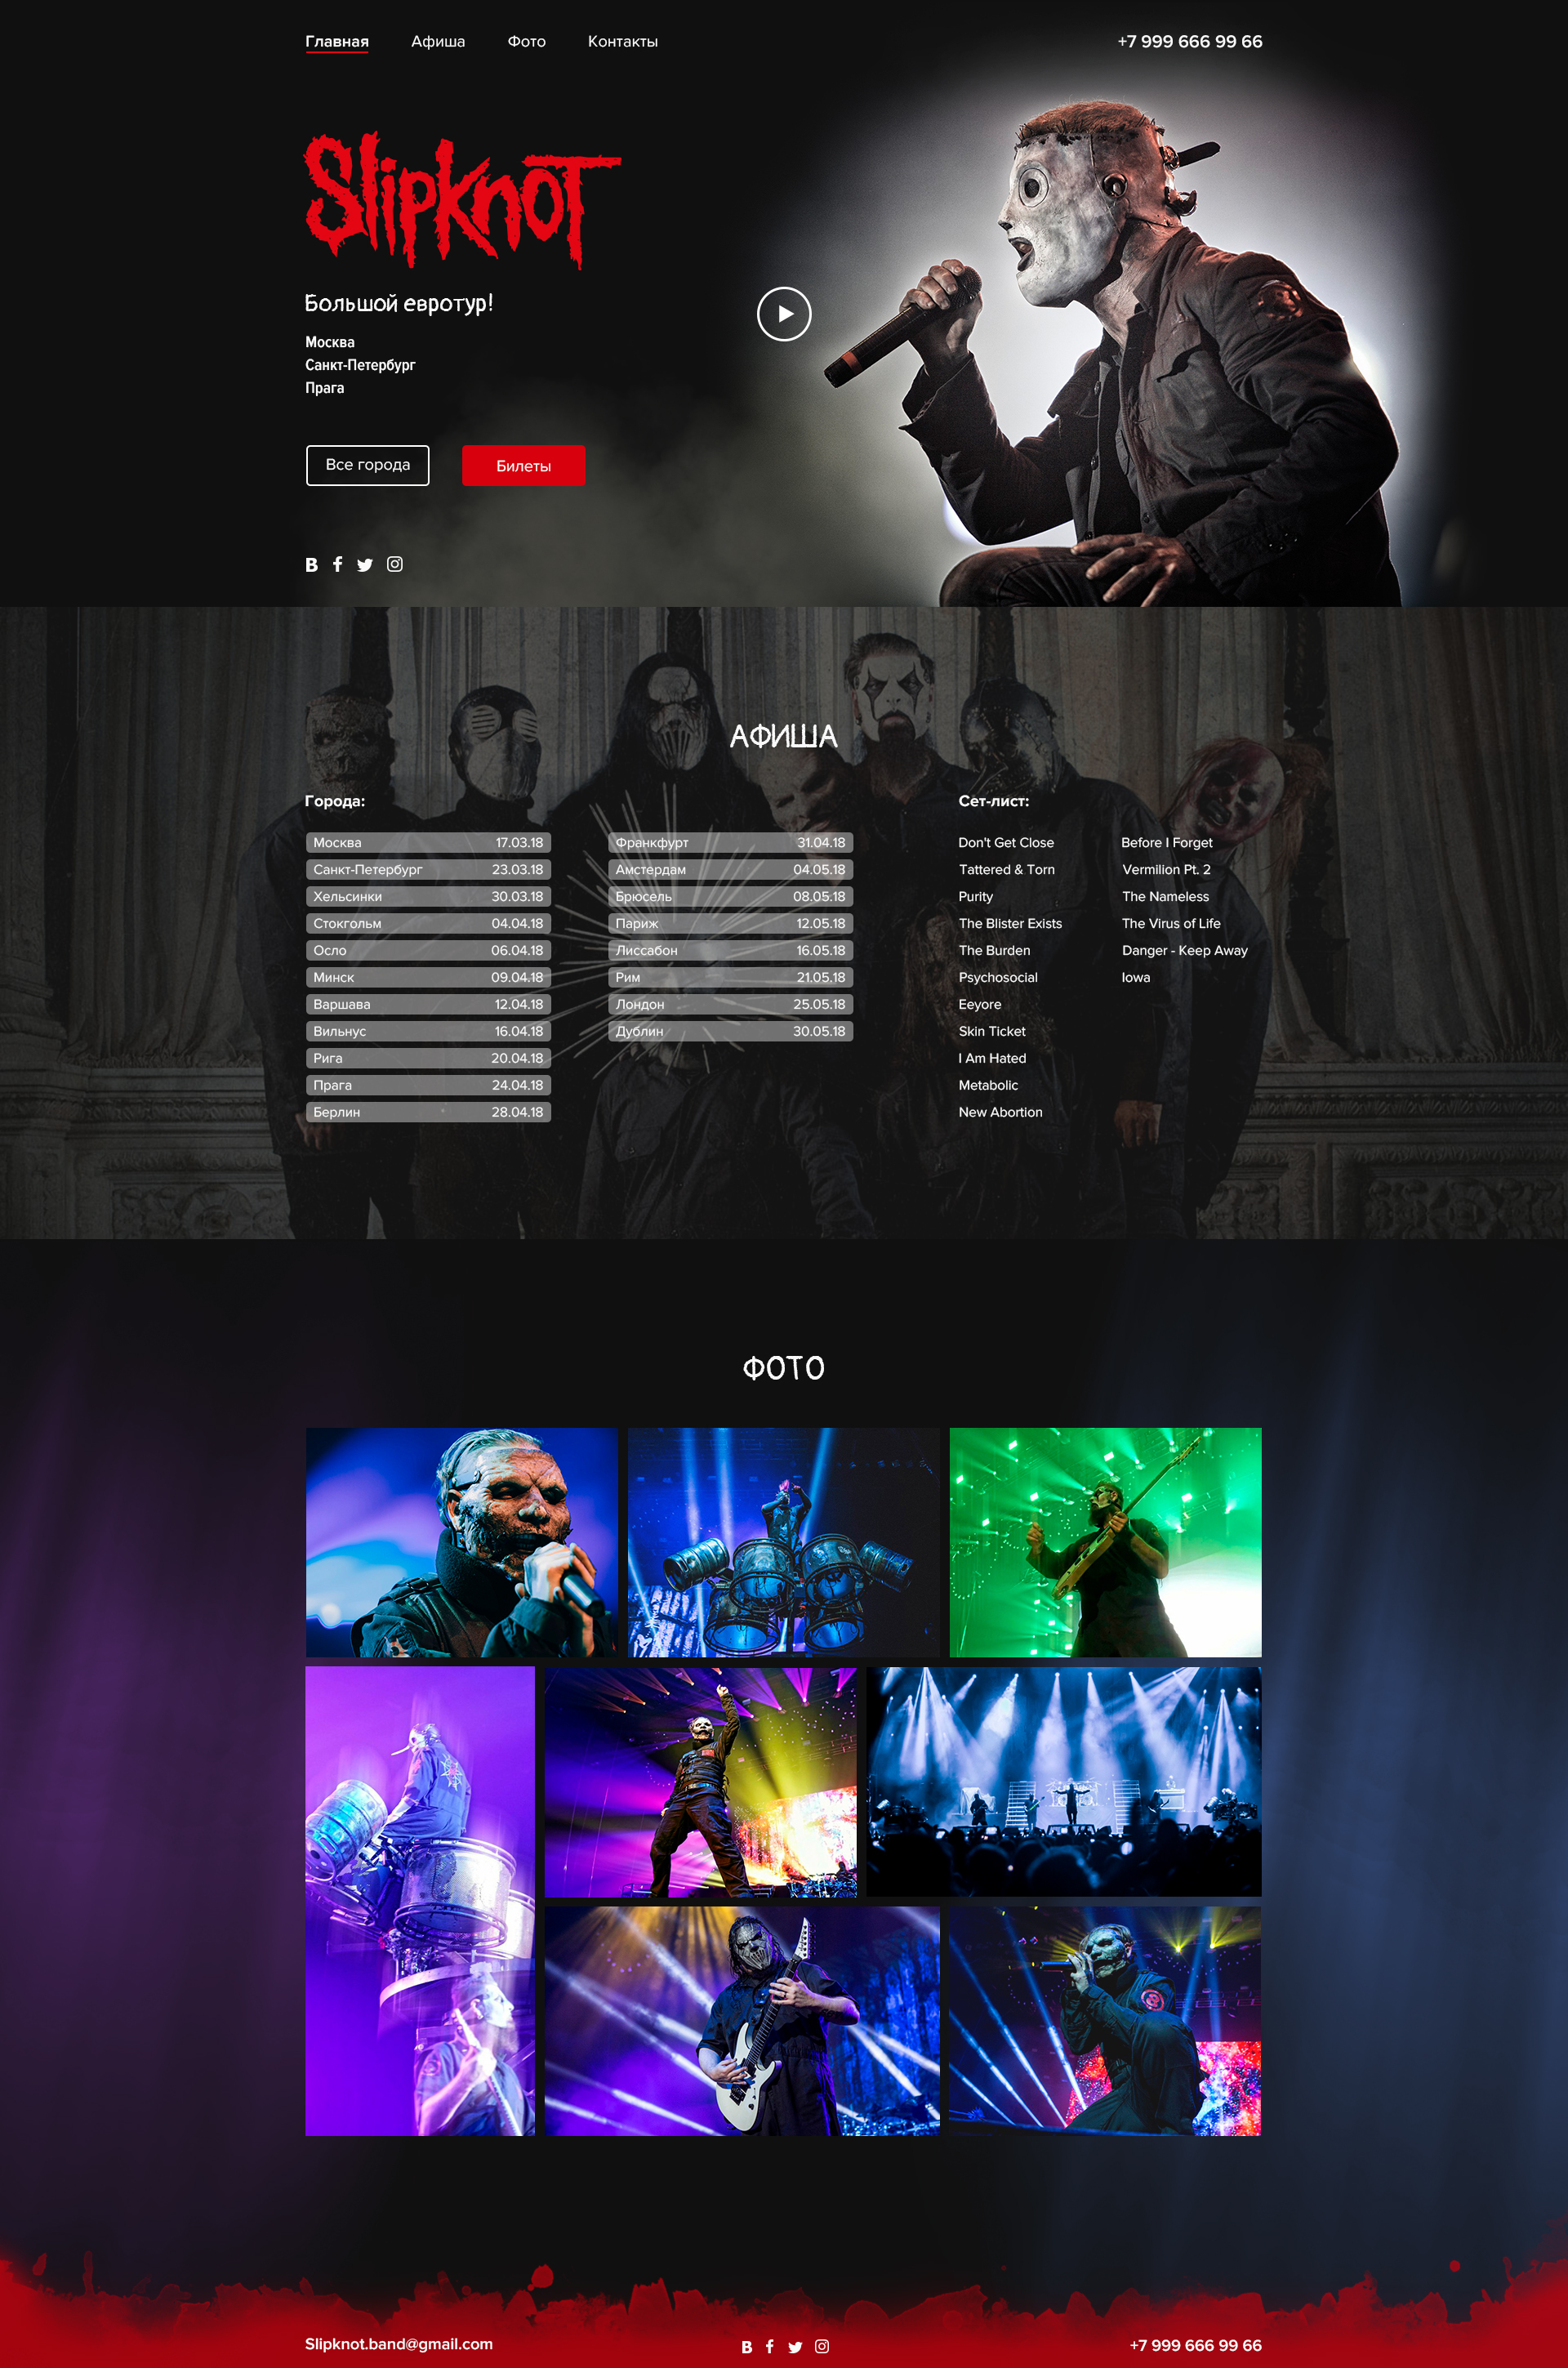 Главная Афиша Фото Контакты +7 999 666 99 66
Slipknot
Большой евротур!
Москва
Санкт-Петербург
Прага
Все города Билеты
АФИША
Города:
Москва 17.03.18
Санкт-Петербург 23.03.18
Хельсинки 30.03.18
Стокгольм 04.04.18
Осло 06.04.18
Минск 09.04.18
Варшава 12.04.18
Вильнус 16.04.18
Рига 20.04.18
Прага 24.04.18
Берлин 28.04.18
Франкфурт 31.04.18
Амстердам 04.05.18
Брюсель 08.05.18
Париж 12.05.18
Лиссабон 16.05.18
Рим 21.05.18
Лондон 25.05.18
Дублин 30.05.18
Сет-лист:
Don't Get Close
Tattered & Torn
Purity
The Blister Exists
The Burden
Psychosocial
Eeyore
Skin Ticket
I Am Hated
Metabolic
New Abortion
Before I Forget
Vermilion Pt. 2
The Nameless
The Virus of Life
Danger - Keep Away
Iowa
ФОТО
Slipknot.band@gmail.com +7 999 666 99 66